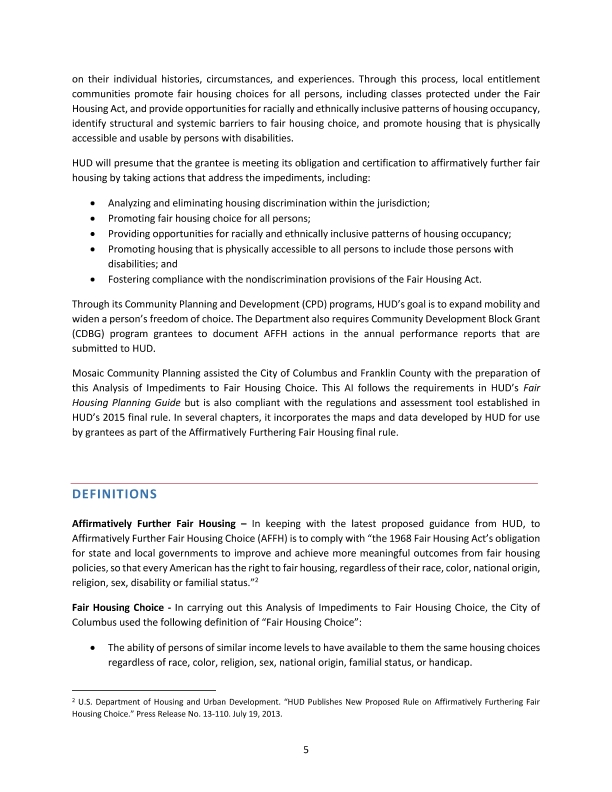 on their individual histories, circumstances, and experiences. Through this process, local entitlement
communities promote fair housing choices for all persons, including classes protected under the Fair
Housing Act, and provide opportunities for racially and ethnically inclusive patterns of housing occupancy,
identify structural and systemic barriers to fair housing choice, and promote housing that is physically
accessible and usable by persons with disabilities.
HUD will presume that the grantee is meeting its obligation and certification to affirmatively further fair
housing by taking actions that address the impediments, including:
• Analyzing and eliminating housing discrimination within the jurisdiction;
• Promoting fair housing choice for all persons;
• Providing opportunities for racially and ethnically inclusive patterns of housing occupancy;
• Promoting housing that is physically accessible to all persons to include those persons with
disabilities; and
• Fostering compliance with the nondiscrimination provisions of the Fair Housing Act.
Through its Community Planning and Development (CPD) programs, HUD’s goal is to expand mobility and
widen a person’s freedom of choice. The Department also requires Community Development Block Grant
(CDBG) program grantees to document AFFH actions in the annual performance reports that are
submitted to HUD.
Mosaic Community Planning assisted the City of Columbus and Franklin County with the preparation of
this Analysis of Impediments to Fair Housing Choice. This AI follows the requirements in HUD’s Fair
Housing Planning Guide but is also compliant with the regulations and assessment tool established in
HUD’s 2015 final rule. In several chapters, it incorporates the maps and data developed by HUD for use
by grantees as part of the Affirmatively Furthering Fair Housing final rule.
DEFINITIONS
Affirmatively Further Fair Housing – In keeping with the latest proposed guidance from HUD, to
Affirmatively Further Fair Housing Choice (AFFH) is to comply with “the 1968 Fair Housing Act’s obligation
for state and local governments to improve and achieve more meaningful outcomes from fair housing
policies, so that every American has the right to fair housing, regardless of their race, color, national origin,
religion, sex, disability or familial status.”2
Fair Housing Choice - In carrying out this Analysis of Impediments to Fair Housing Choice, the City of
Columbus used the following definition of “Fair Housing Choice”:
• The ability of persons of similar income levels to have available to them the same housing choices
regardless of race, color, religion, sex, national origin, familial status, or handicap.
2 U.S. Department of Housing and Urban Development. “HUD Publishes New Proposed Rule on Affirmatively Furthering Fair
Housing Choice.” Press Release No. 13-110. July 19, 2013.
5